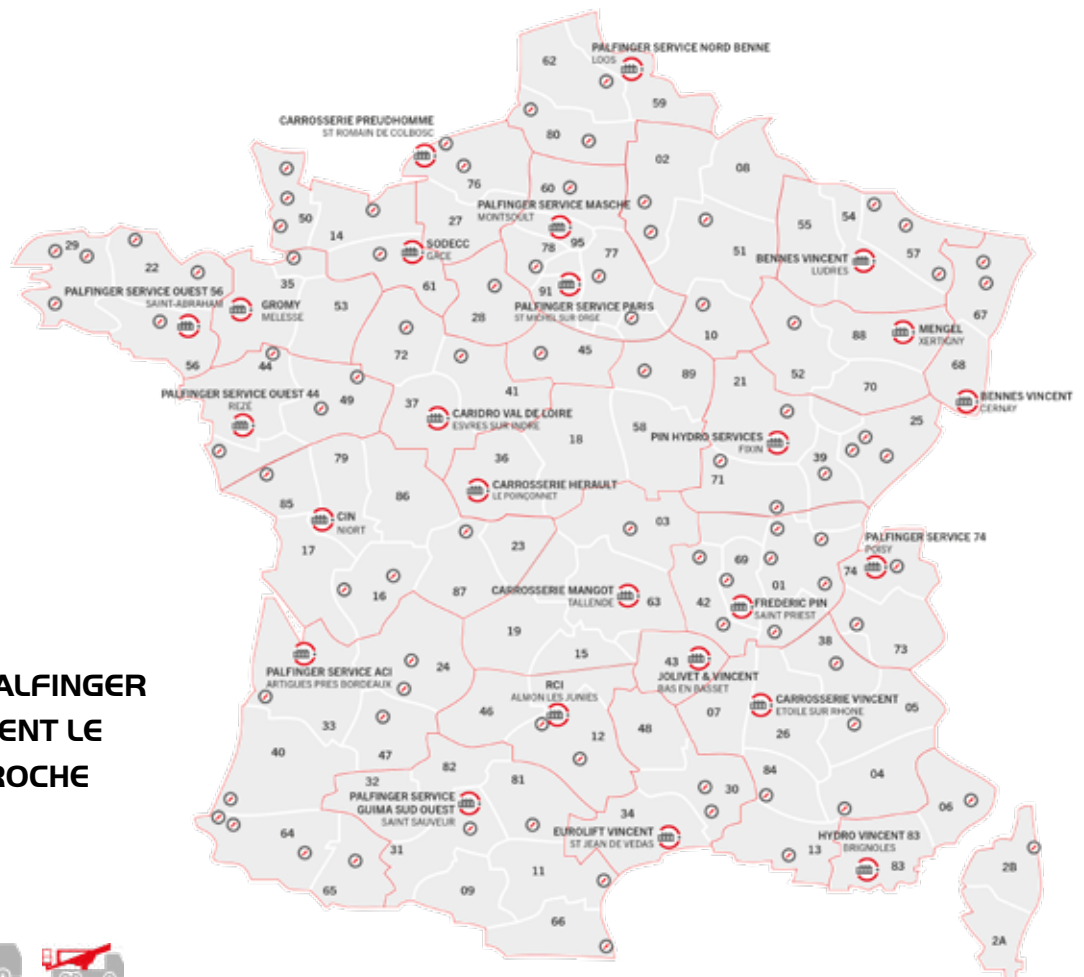 PALFINGER SERVICE NORD BENNE
LOOS
62
59
CARROSSERIE PREUDHOMME
ST ROMAIN DE COLBOSC
80
02
08
76
60
PALFINGER SERVICE MASCHE
MONTSOULT
27
50
14
SODECC
GACE
78
95
77
51
55
54
57
BENNES VINCENT
LUDRES
29
22
35
PALFINGER SERVICE OUEST 56
SAINT-ABRAHAM
GROMY
MELESSE
53
61
28
91
PALFINGER SERVICE PARIS
ST MICHEL SUR ORGE
10
88
MENGEL
XERTIGNY
67
68
56
44
72
45
89
21
52
70
PALFINGER SERVICE OUEST 44
REZÉ
49
37
41
CARIDRO VAL DE LOIRE
ESVRES SUR INDRE
18
58
PIN HYDRO SERVICES
FIXIN
25
BENNES VINCENT
CERNAY
79
36
39
71
CARROSSERIE HERAULT
LE POINÇONNET
85
86
CIN
NIORT
17
23
03
69
PALFINGER SERVICE 74
POISY
74
16
87
CARROSSERIE MANGOT
TALLENDE
63
42
01
FREDERIC PIN
SAINT PRIEST
19
15
38
73
PALFINGER SERVICE ACI
ARTIGUES PRES BORDEAUX
24
43
JOLIVET & VINCENT
BAS EN BASSET
RCI
ALMON LES JUNIES
46
CARROSSERIE VINCENT
ETOILE SUR RHONE
05
07
33
12
48
26
40
47
82
84
04
32
81
30
PALFINGER SERVICE
GUIMA SUD OUEST
SAINT SAUVEUR
06
34
EUROLIFT VINCENT
ST JEAN DE VEDAS
HYDRO VINCENT 83
BRIGNOLES
64
31
13
83
11
65
09
66
2B
2A
ALFINGER
ENT LE
ROCHE